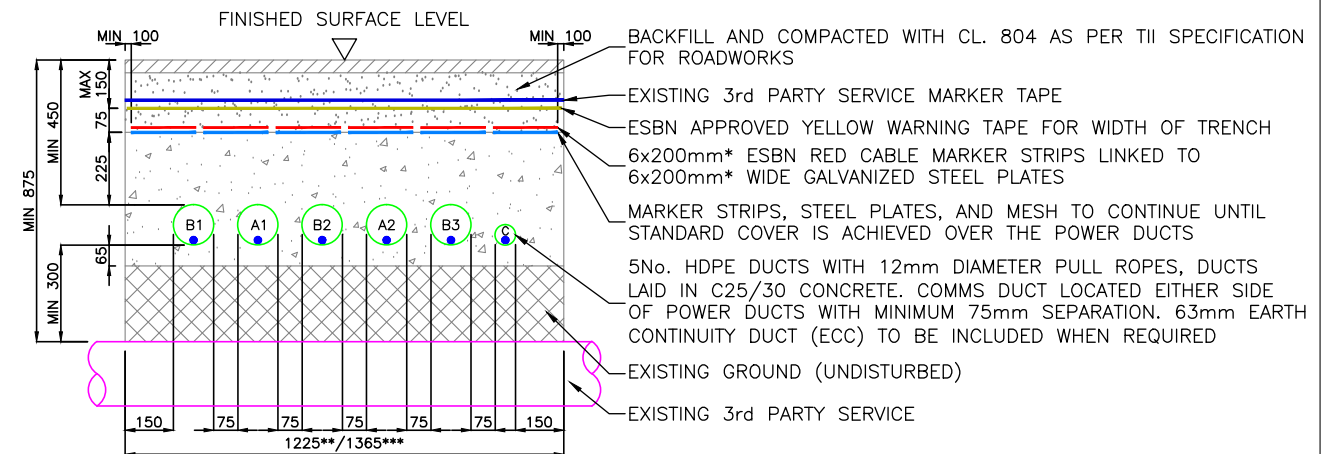 FINISHED SURFACE LEVEL
MIN 100
MIN 100
BACKFILL AND COMPACTED WITH CL. 804 AS PER TII SPECIFICATION
FOR ROADWORKS
EXISTING 3rd PARTY SERVICE MARKER TAPE
ESBN APPROVED YELLOW WARNING TAPE FOR WIDTH OF TRENCH
6x200mm* ESBN RED CABLE MARKER STRIPS LINKED TO
6x200mm* WIDE GALVANIZED STEEL PLATES
MARKER STRIPS, STEEL PLATES, AND MESH TO CONTINUE UNTIL
STANDARD COVER IS ACHIEVED OVER THE POWER DUCTS
5No. HDPE DUCTS WITH 12mm DIAMETER PULL ROPES, DUCTS
LAID IN C25/30 CONCRETE. COMMS DUCT LOCATED EITHER SIDE
OF POWER DUCTS WITH MINIMUM 75mm SEPARATION. 63mm EARTH
CONTINUITY DUCT (ECC) TO BE INCLUDED WHEN REQUIRED
EXISTING GROUND (UNDISTURBED)
EXISTING 3rd PARTY SERVICE
MIN 875
MIN 450
MAX
150
75
225
MIN 300
65
B1
A1
B2
A2
B3
C
150
75
75
75
75
75
150
1225**/1365***